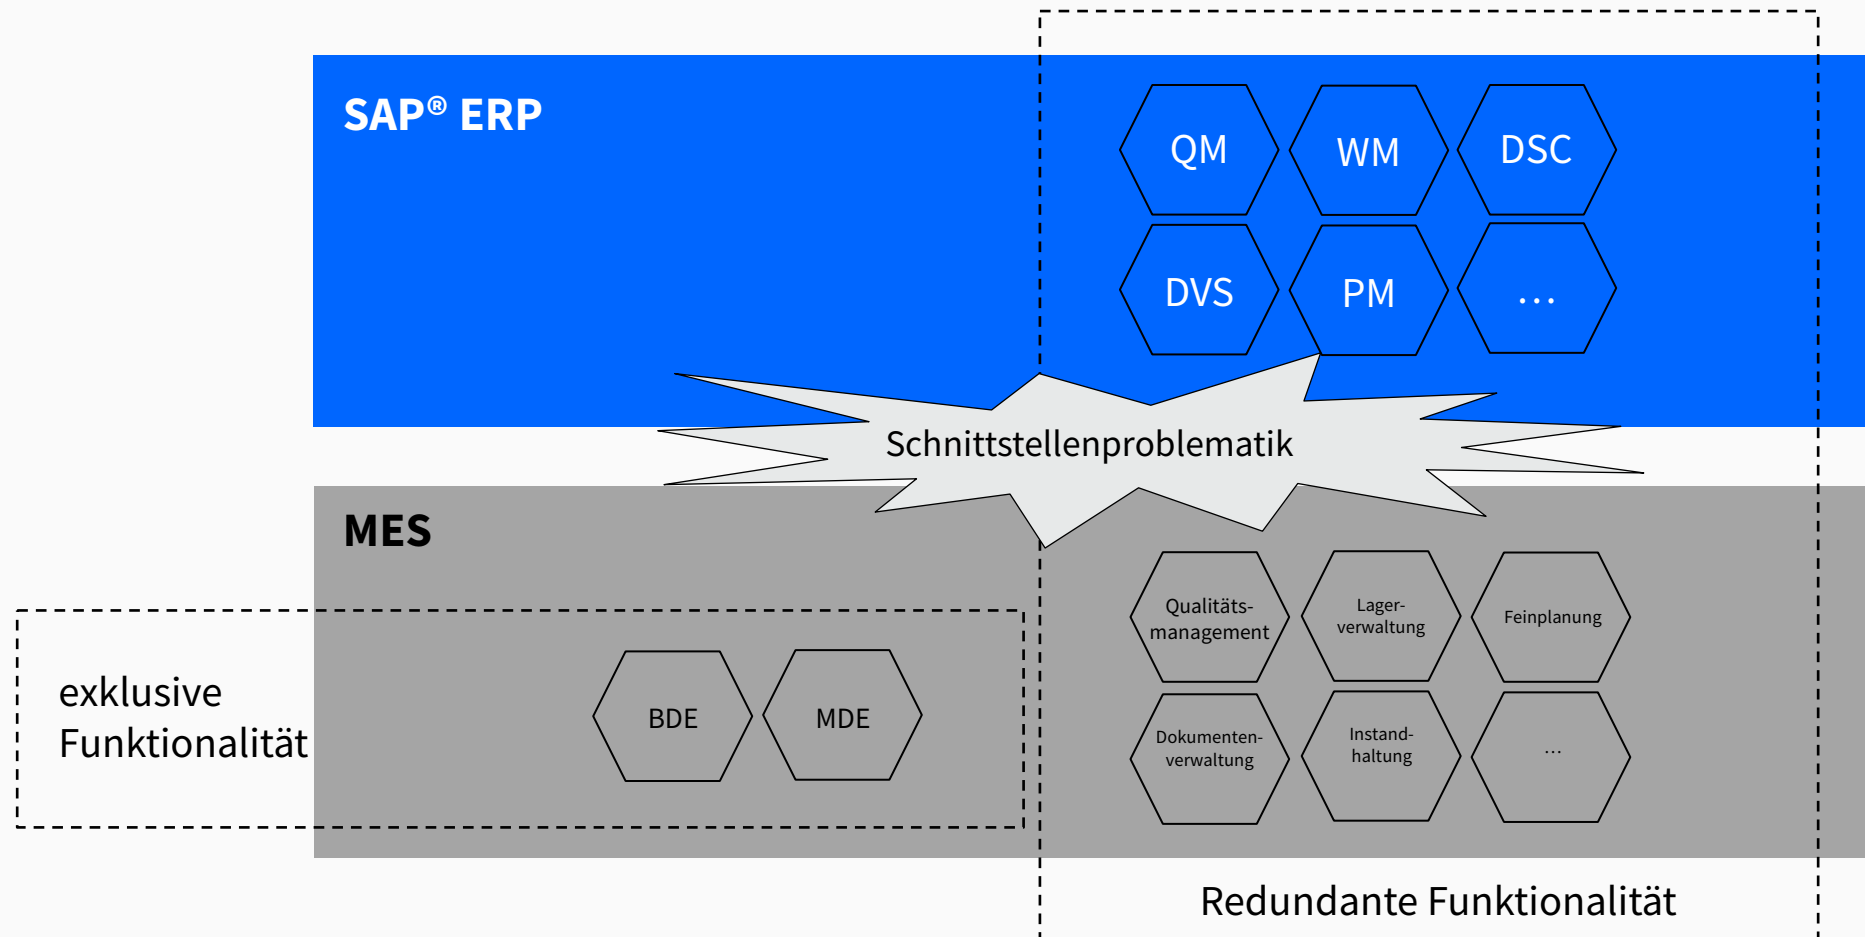 SAP® ERP
QM
WM
DSC
DVS
PM
...
Schnittstellenproblematik
MES
Qualitäts-
management
Lager-
verwaltung
Feinplanung
exklusive
Funktionalität
BDE
MDE
Dokumenten-
verwaltung
Instand-
haltung
...
Redundante Funktionalität